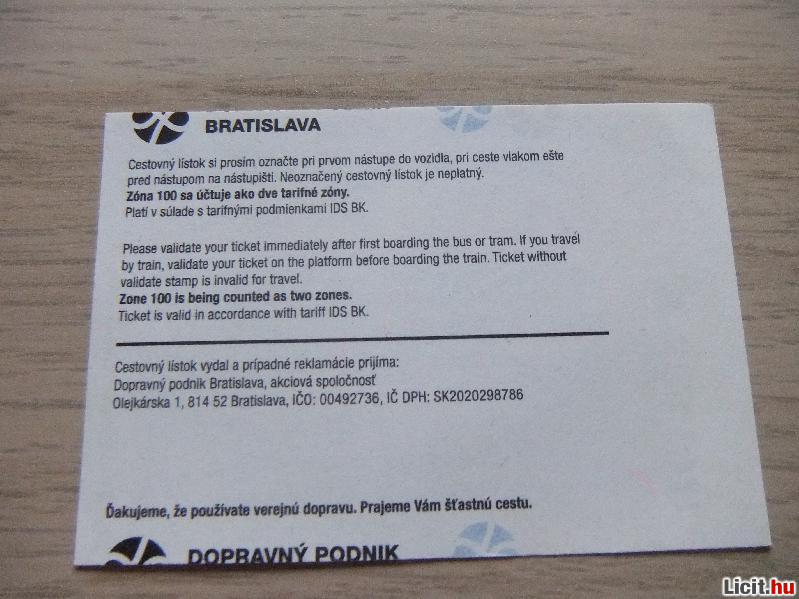 BRATISLAVA
Cestovný lístok si prosím označte pri prvom nástupe do vozidla, pri ceste vlakom ešte
pred nástupom na nástupišti. Neoznačený cestovný lístok je neplatný.
Zóna 100 sa účtuje ako dve tarifné zóny.
Platí v súlade s tarifnými podmienkami IDS BK.
Please validate your ticket immediately after first boarding the bus or tram. If you travel
by train, validate your ticket on the platform before boarding the train. Ticket without
validate stamp is invalid for travel.
Zone 100 is being counted as two zones.
Ticket is valid in accordance with tariff IDS BK.
Cestovný lístok vydal a prípadné reklamácie prijíma:
Dopravný podnik Bratislava, akciová spoločnosť
Olejkárska 1, 814 52 Bratislava, IČO: 00492736, IČ DPH: SK2020298786
Ďakujeme, že používate verejnú dopravu. Prajeme Vám šťastnú cestu.
DOPRAVNÝ PODNIK
Licit.hu